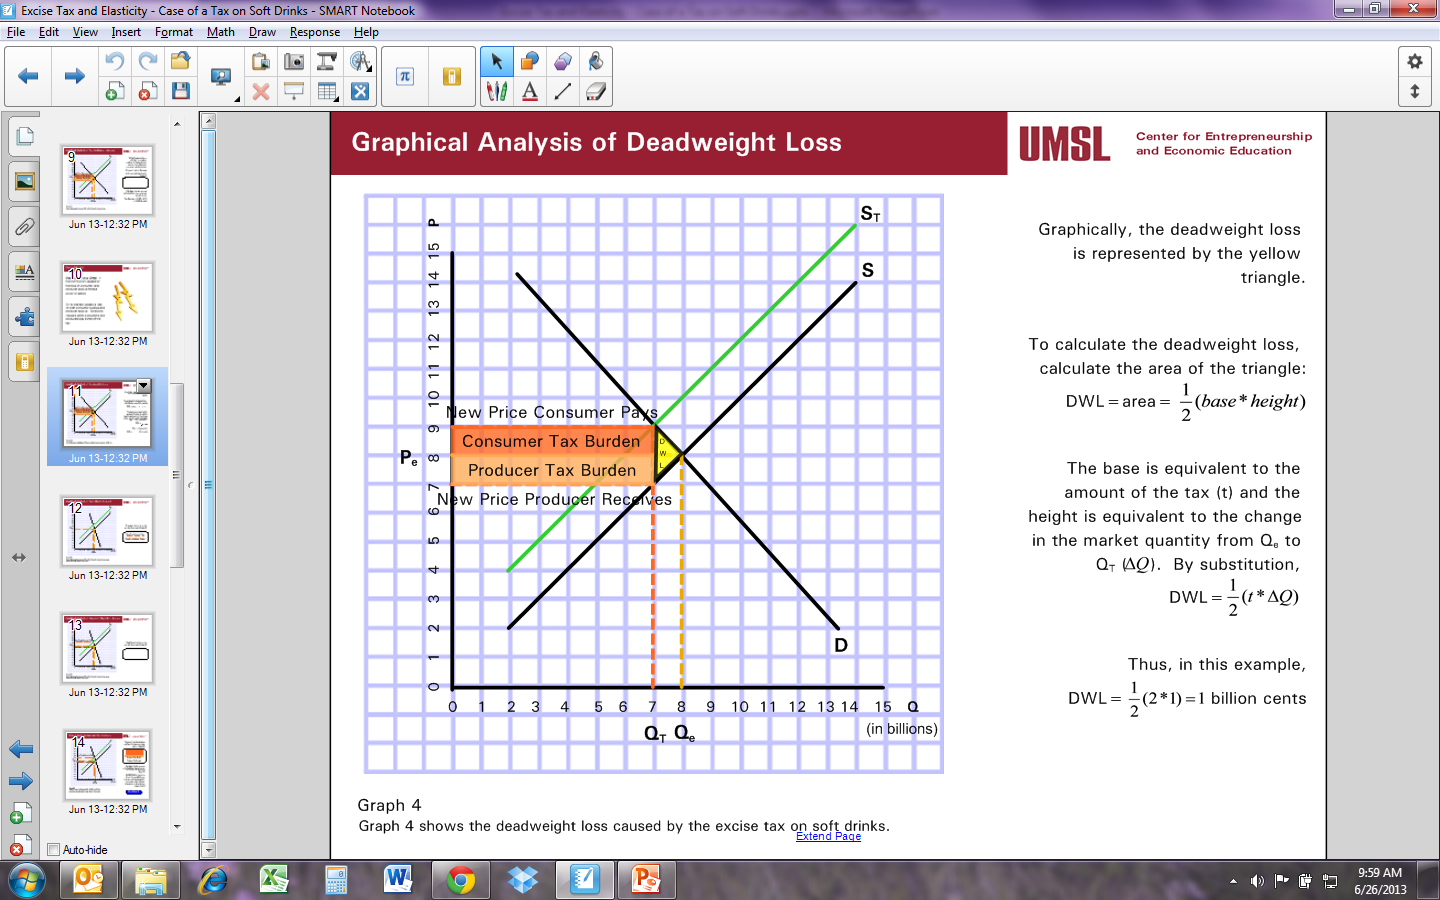 Excise Tax and Elasticity - Case of a Tax on Soft Drinks - SMART Notebook
File Edit View Insert Format Math Draw Response Help
9
Jun 13-12:32 PM
10
Jun 13-12:32 PM
11
Jun 13-12:32 PM
12
Jun 13-12:32 PM
13
Jun 13-12:32 PM
14
Jun 13-12:32 PM
Auto-hide
Graphical Analysis of Deadweight Loss
UMSL
Center for Entrepreneurship
and Economic Education
P
15
14
13
12
11
10
9
8
7
6
5
4
3
2
1
0
Pe
ST
S
New Price Consumer Pays
Consumer Tax Burden
Producer Tax Burden
New Price Producer Receives
D
W
L
D
0 1 2 3 4 5 6 7 8 9 10 11 12 13 14 15 Q
(in billions)
QT Qe
Graph 4
Graph 4 shows the deadweight loss caused by the excise tax on soft drinks.
Extend Page
Graphically, the deadweight loss
is represented by the yellow
triangle.
To calculate the deadweight loss,
calculate the area of the triangle:
DWL = area = 1/2 (base * height)
The base is equivalent to the
amount of the tax (t) and the
height is equivalent to the change
in the market quantity from Qe to
QT (ΔQ). By substitution,
DWL = 1/2 (t * ΔQ)
Thus, in this example,
DWL = 1/2 (2*1) = 1 billion cents
9:59 AM
6/26/2013